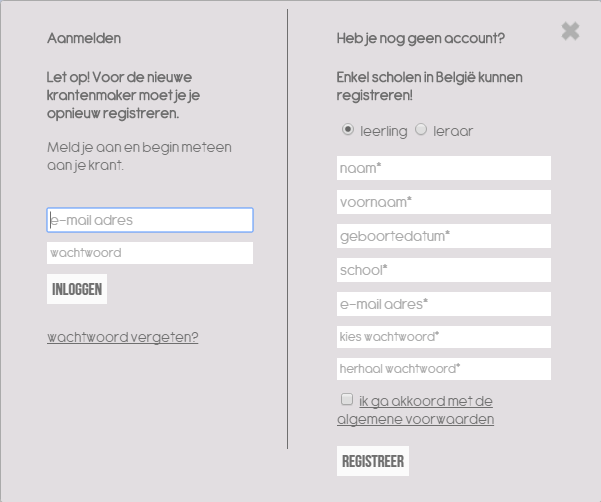 Aanmelden
Let op! Voor de nieuwe
krantenmaker moet je je
opnieuw registreren.
Meld je aan en begin meteen
aan je krant.
e-mail adres
wachtwoord
INLOGGEN
wachtwoord vergeten?
Heb je nog geen account?
Enkel scholen in België kunnen
registreren!
leerling leraar
naam*
voornaam*
geboortedatum*
school*
e-mail adres*
kies wachtwoord*
herhaal wachtwoord*
ik ga akkoord met de
algemene voorwaarden
REGISTREER